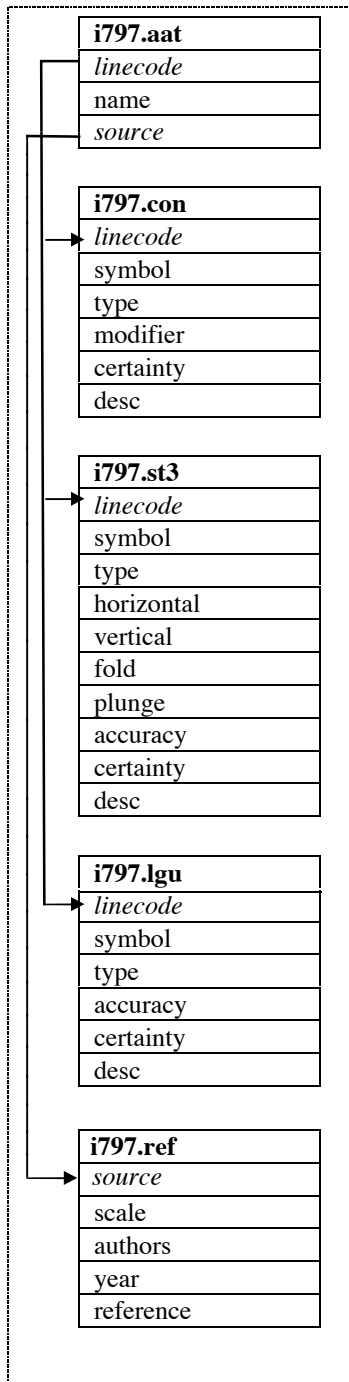 i797.aat
linecode
name
source
i797.con
linecode
symbol
type
modifier
certainty
desc
i797.st3
linecode
symbol
type
horizontal
vertical
fold
plunge
accuracy
certainty
desc
i797.lgu
linecode
symbol
type
accuracy
certainty
desc
i797.ref
source
scale
authors
year
reference